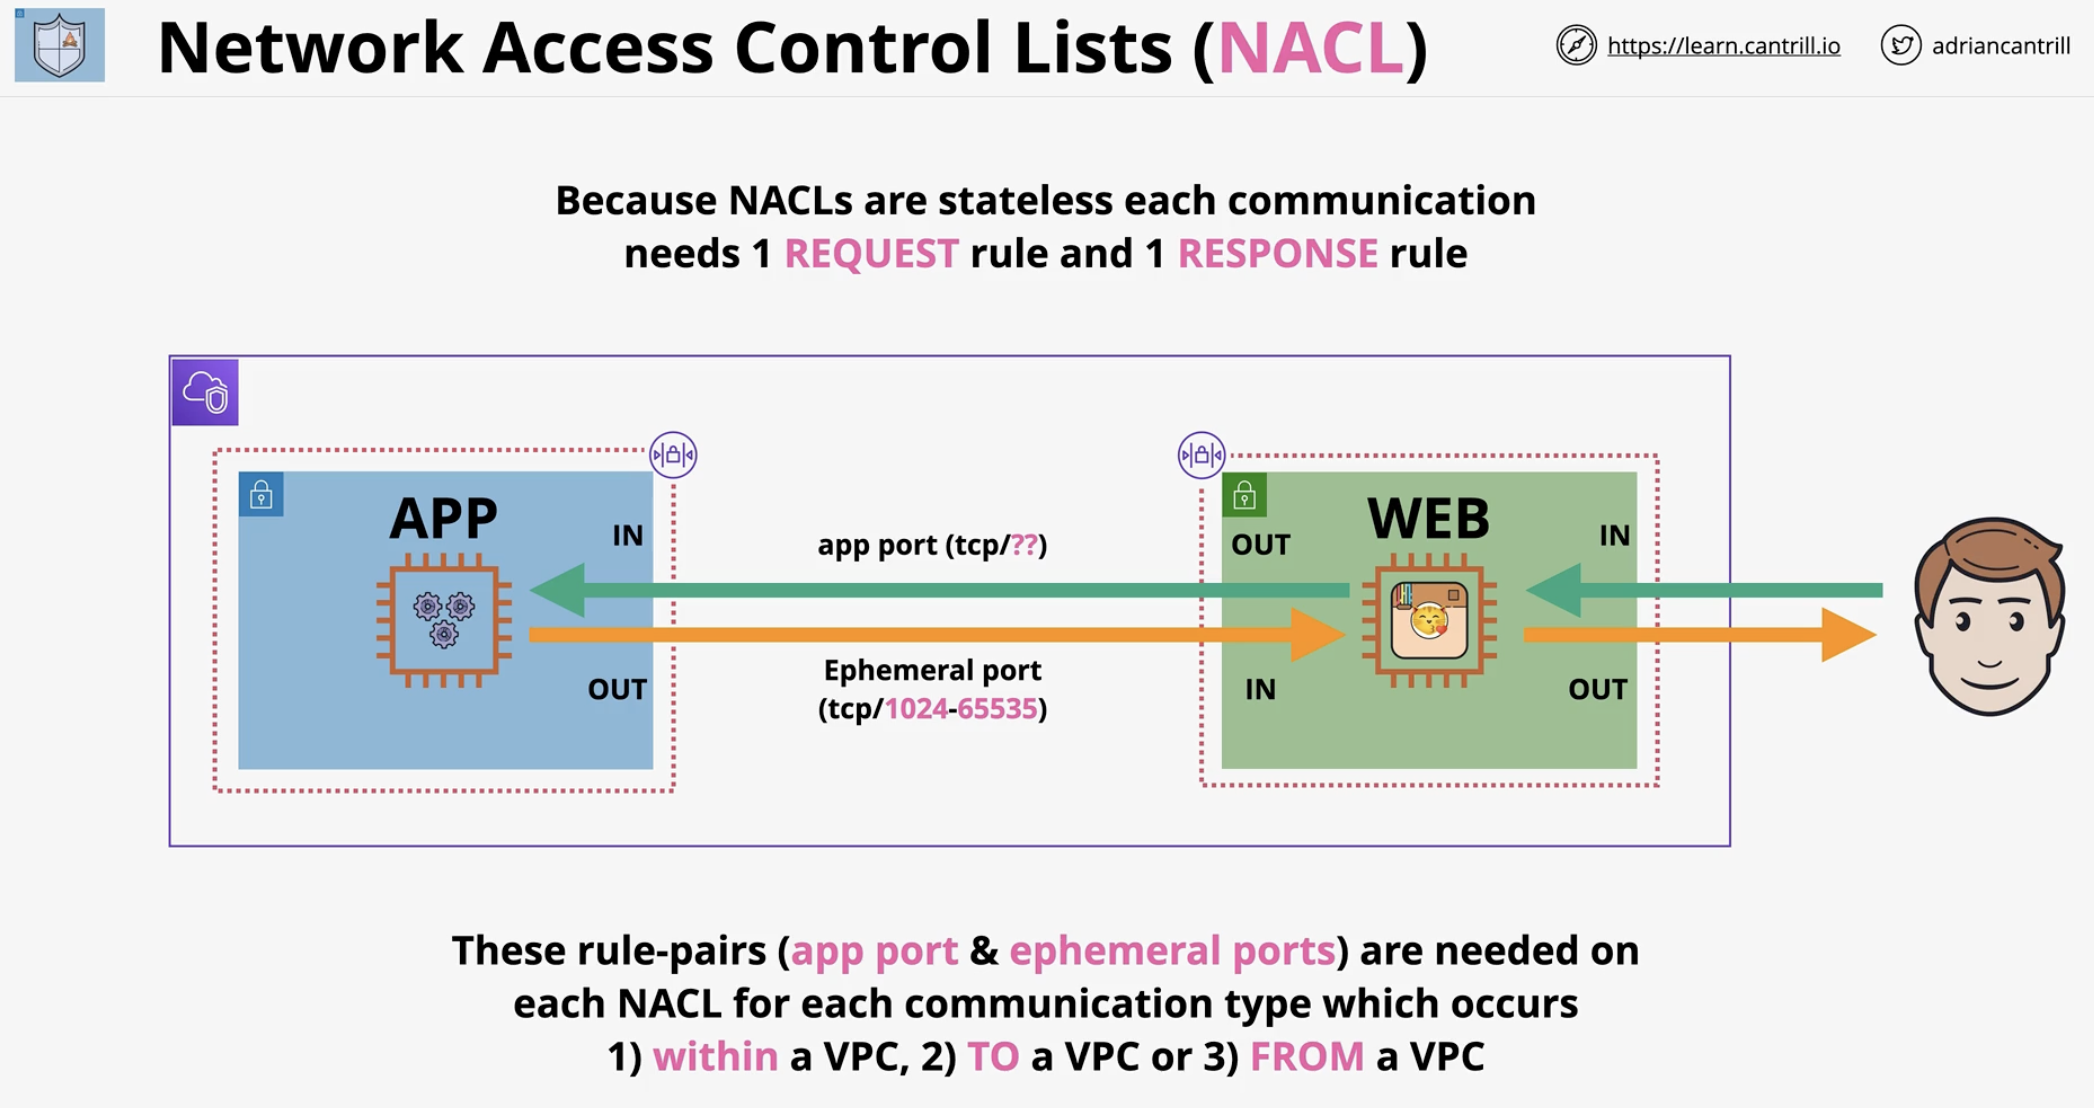 Network Access Control Lists (NACL)
https://learn.cantrill.io
adriancantrill
Because NACLs are stateless each communication
needs 1 REQUEST rule and 1 RESPONSE rule
APP
IN
OUT
app port (tcp/??)
Ephemeral port
(tcp/1024-65535)
WEB
OUT
IN
IN
OUT
These rule-pairs (app port & ephemeral ports) are needed on
each NACL for each communication type which occurs
1) within a VPC, 2) TO a VPC or 3) FROM a VPC